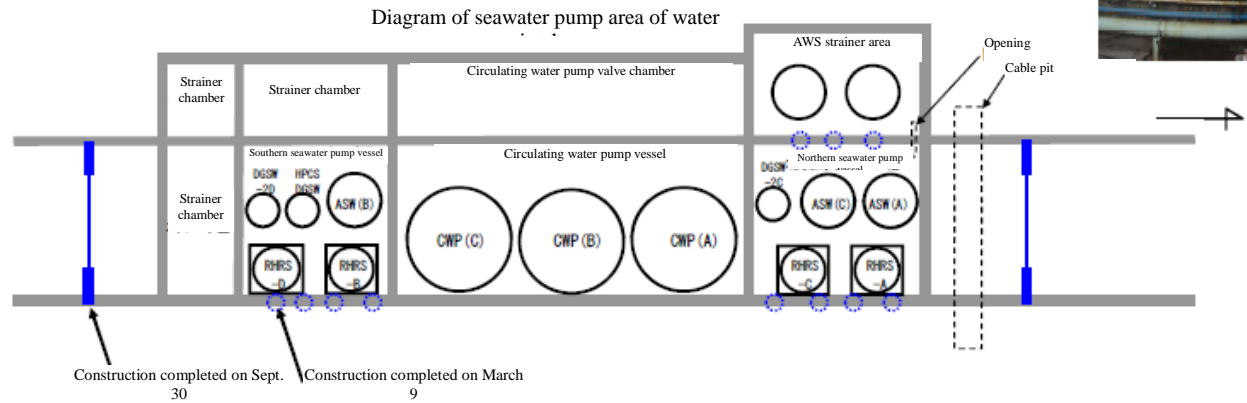 Diagram of seawater pump area of water
AWS strainer area
Opening
Strainer
chamber
Strainer chamber
Circulating water pump valve chamber
Cable pit
Southern seawater pump vessel
Circulating water pump vessel
Northern seawater pump
DGSW
-2D
HPCS
DGSW
ASW(B)
DGSW
-2C
ASW(C)
ASW(A)
Strainer
chamber
CWP(C)
CWP(B)
CWP(A)
RHRS
-D
RHRS
-B
RHRS
-C
RHRS
-A
Construction completed on Sept.
30
Construction completed on March
9